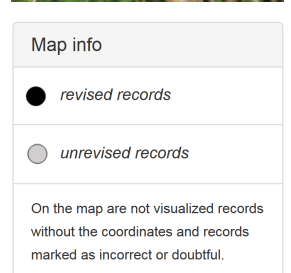 Map info
revised records
unrevised records
On the map are not visualized records
without the coordinates and records
marked as incorrect or doubtful.